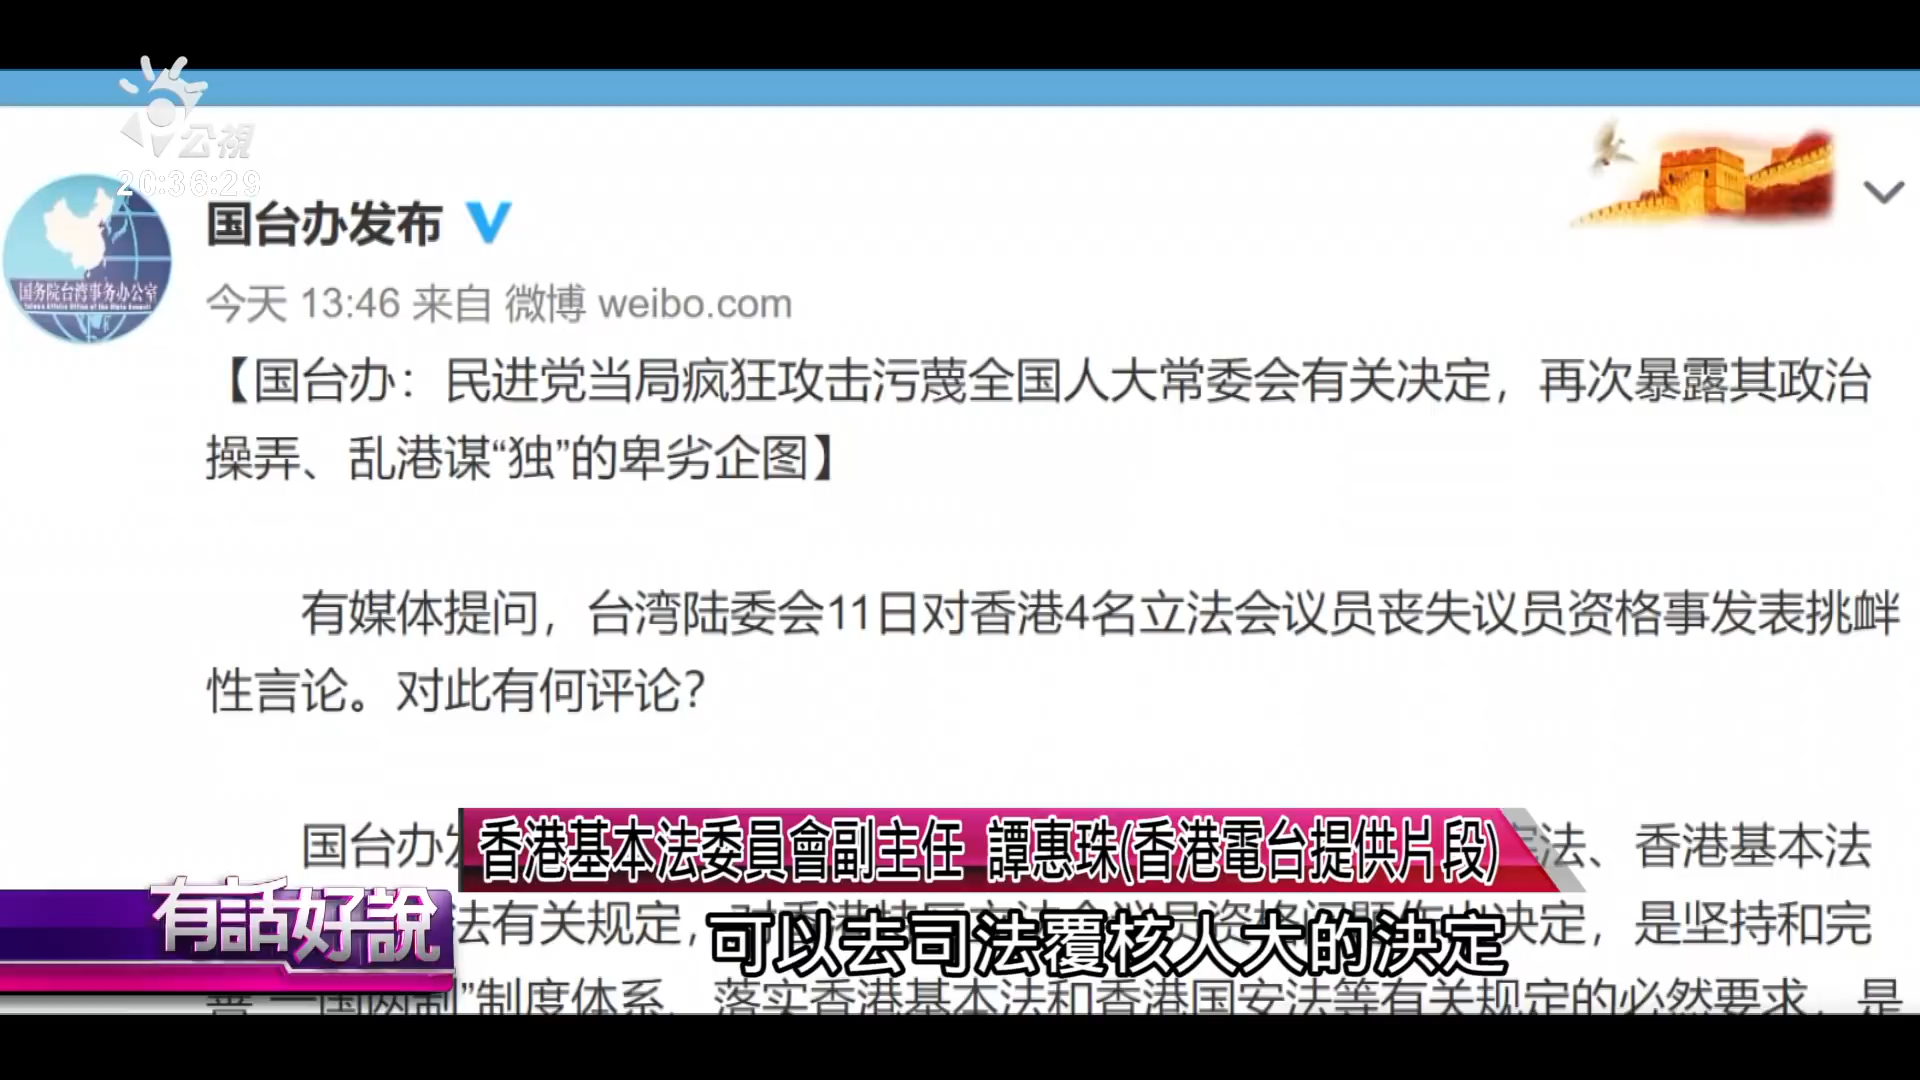 公視
20:36:29
国务院台湾事务办公室
国台办发布
今天 13:46 来自 微博 weibo.com
【国台办：民进党当局疯狂攻击污蔑全国人大常委会有关决定，再次暴露其政治
操弄、乱港谋“独”的卑劣企图】
有媒体提问，台湾陆委会11日对香港4名立法会议员丧失议员资格事发表挑衅
性言论。对此有何评论？
国台办发
法、香港基本法
香港基本法委員會副主任 譚惠珠(香港電台提供片段)
有話好說
法有关规定，
决定，是坚持和完
可以去司法覆核人大的決定
善“一国两制”制度体系、落实香港基本法和香港国安法等有关规定的必然要求，是